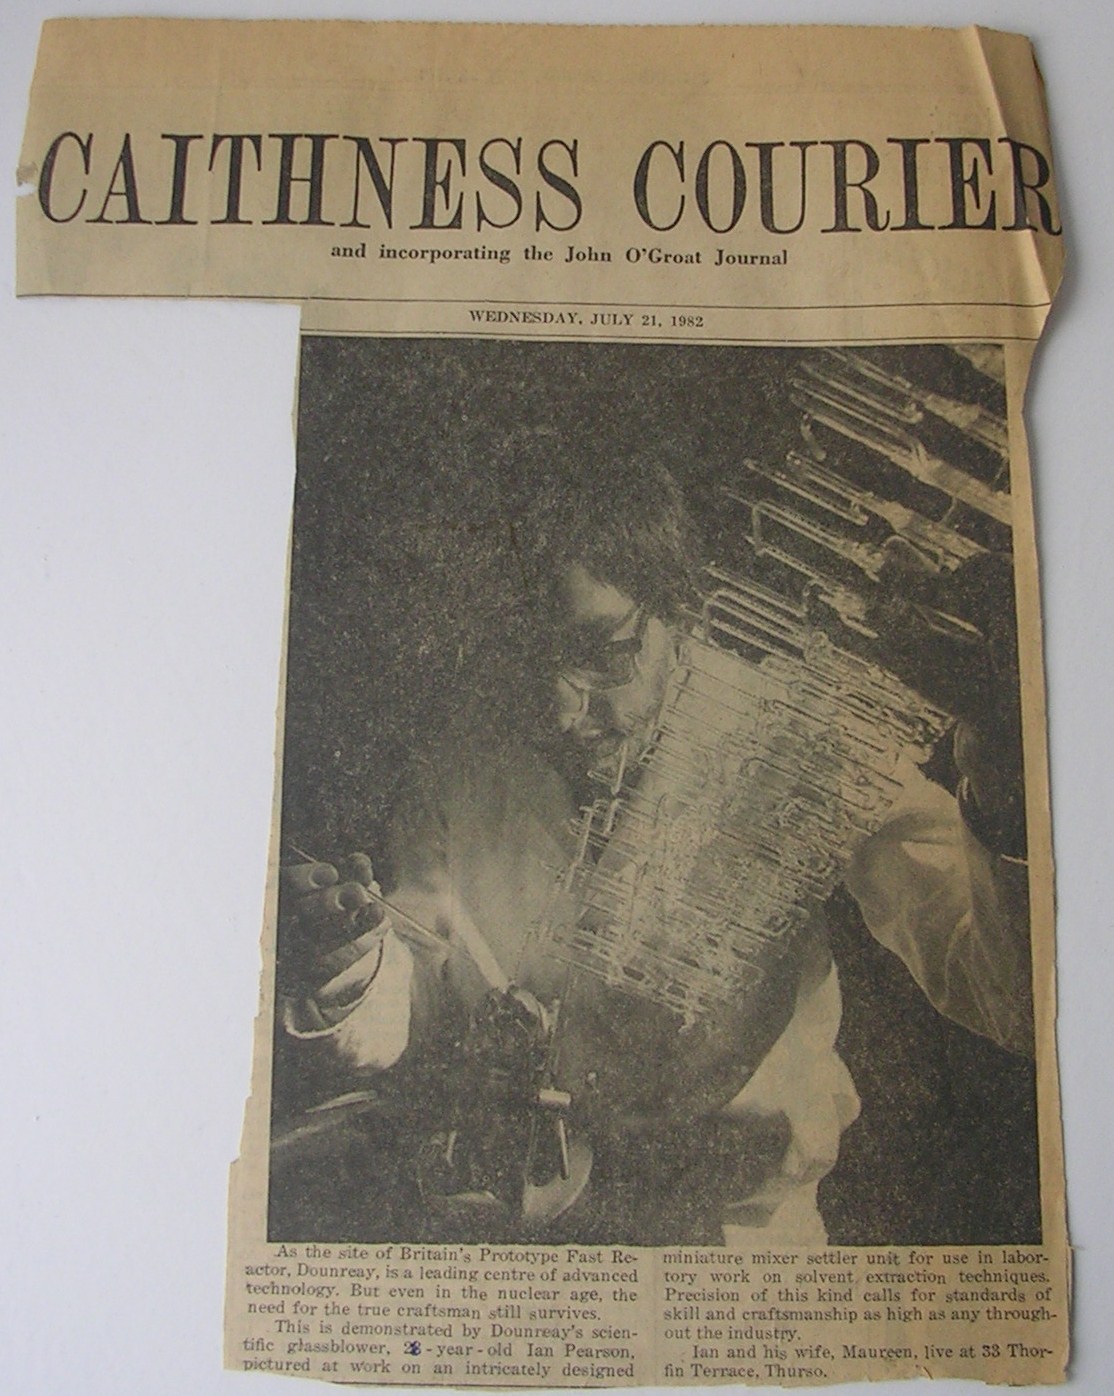 CAITHNESS COURIER
and incorporating the John O'Groat Journal
WEDNESDAY, JULY 21, 1982
As the site of Britain's Prototype Fast Re-
actor, Dounreay, is a leading centre of advanced
technology. But even in the nuclear age, the
need for the true craftsman still survives.
This is demonstrated by Dounreay's scien-
tific glassblower, 28-year-old Ian Pearson,
pictured at work on an intricately designed
miniature mixer settler unit for use in labor-
tory work on solvent extraction techniques.
Precision of this kind calls for standards of
skill and craftsmanship as high as any through-
out the industry.
Ian and his wife, Maureen, live at 33 Thor-
fin Terrace, Thurso.